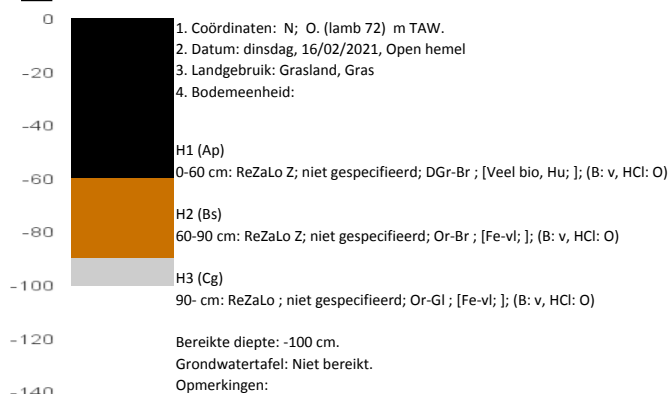 0
-20
-40
-60
-80
-100
-120
-140
1. Coördinaten: N; O. (lamb 72) m TAW.
2. Datum: dinsdag, 16/02/2021, Open hemel
3. Landgebruik: Grasland, Gras
4. Bodemeenheid:
H1 (Ap)
0-60 cm: ReZaLo Z; niet gespecifieerd; DGr-Br ; [Veel bio, Hu; ]; (B: v, HCl: O)
H2 (Bs)
60-90 cm: ReZaLo Z; niet gespecifieerd; Or-Br ; [Fe-vl; ]; (B: v, HCl: O)
H3 (Cg)
90- cm: ReZaLo ; niet gespecifieerd; Or-Gl ; [Fe-vl; ]; (B: v, HCl: O)
Bereikte diepte: -100 cm.
Grondwatertafel: Niet bereikt.
Opmerkingen: